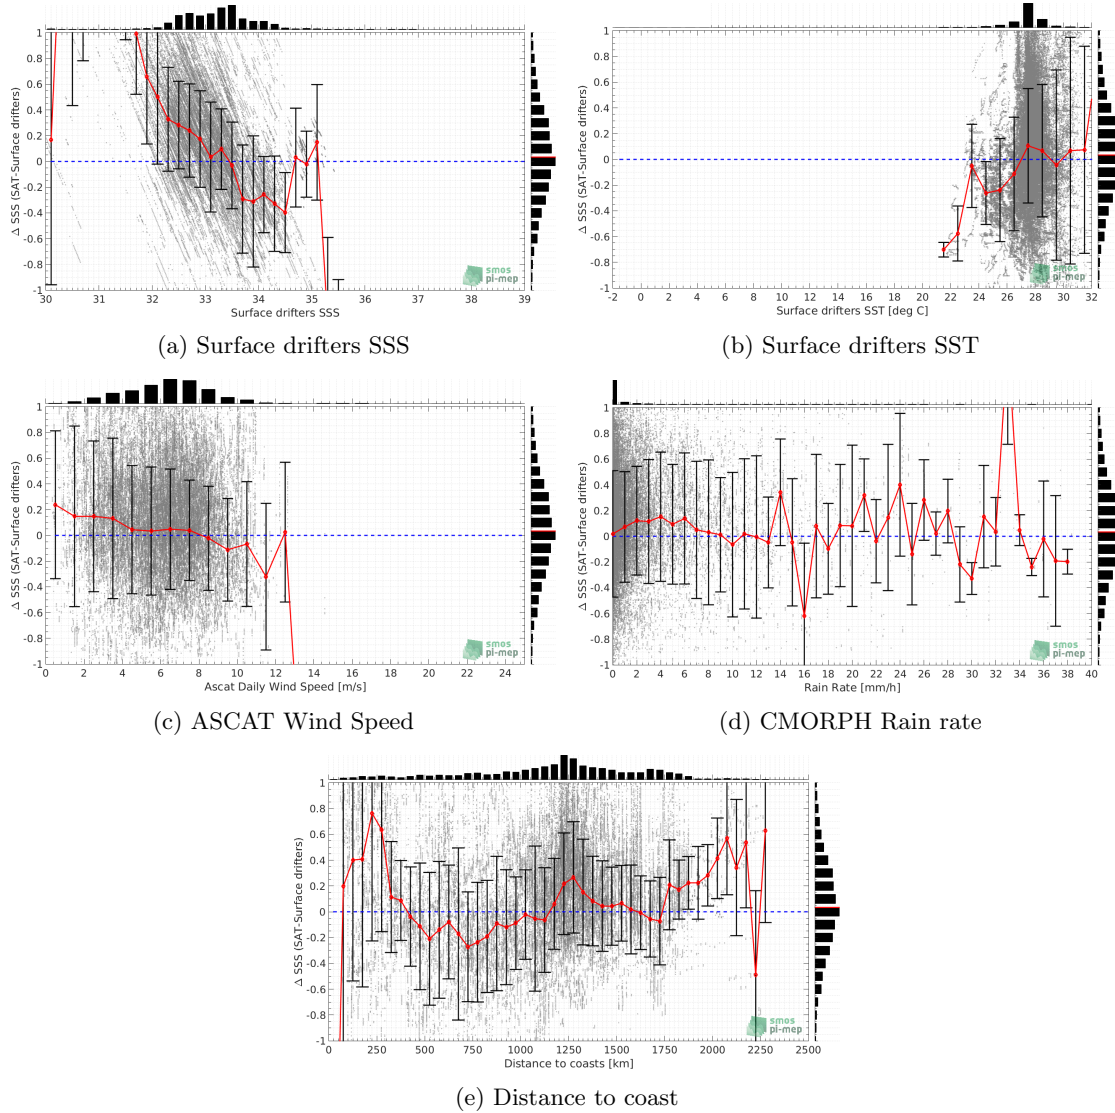 Δ SSS (SAT-Surface drifters)
1
0.8
0.6
0.4
0.2
0
-0.2
-0.4
-0.6
-0.8
-1
30 31 32 33 34 35 36 37 38 39
Surface drifters SSS
smos
pi-mep
(a) Surface drifters SSS
Δ SSS (SAT-Surface drifters)
1
0.8
0.6
0.4
0.2
0
-0.2
-0.4
-0.6
-0.8
-1
-2 0 2 4 6 8 10 12 14 16 18 20 22 24 26 28 30 32
Surface drifters SST [deg C]
smos
pi-mep
(b) Surface drifters SST
Δ SSS (SAT-Surface drifters)
1
0.8
0.6
0.4
0.2
0
-0.2
-0.4
-0.6
-0.8
-1
0 2 4 6 8 10 12 14 16 18 20 22 24
Ascat Daily Wind Speed [m/s]
smos
pi-mep
(c) ASCAT Wind Speed
Δ SSS (SAT-Surface drifters)
1
0.8
0.6
0.4
0.2
0
-0.2
-0.4
-0.6
-0.8
-1
0 2 4 6 8 10 12 14 16 18 20 22 24 26 28 30 32 34 36 38 40
Rain Rate [mm/h]
smos
pi-mep
(d) CMORPH Rain rate
Δ SSS (SAT-Surface drifters)
1
0.8
0.6
0.4
0.2
0
-0.2
-0.4
-0.6
-0.8
-1
0 250 500 750 1000 1250 1500 1750 2000 2250 2500
Distance to coasts [km]
smos
pi-mep
(e) Distance to coast